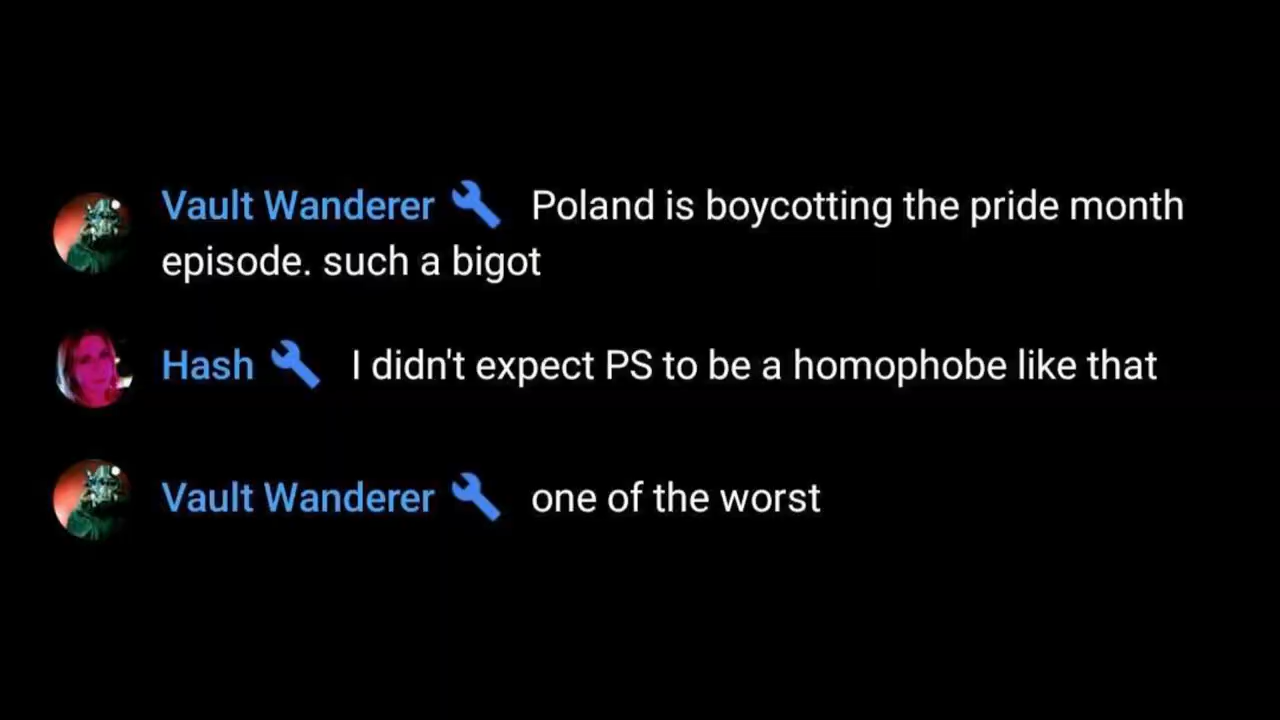 Vault Wanderer Poland is boycotting the pride month
episode. such a bigot
Hash I didn't expect PS to be a homophobe like that
Vault Wanderer one of the worst